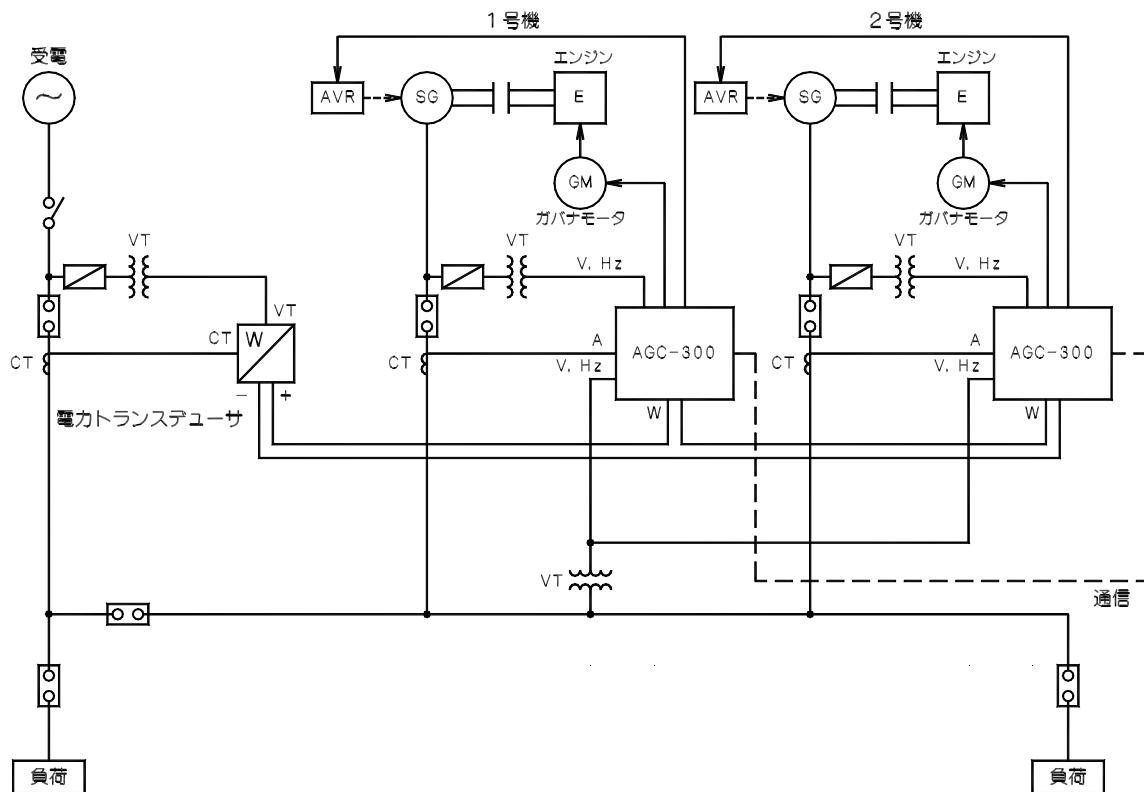 1号機
2号機
受電
エンジン
エンジン
AVR
SG
E
AVR
SG
E
GM
GM
ガバナモータ
ガバナモータ
VT
VT
VT
V, Hz
V, Hz
VT
CT
W
A
A
CT
CT
AGC-300
CT
AGC-300
V, Hz
V, Hz
- +
W
W
電力トランスデューサ
VT
通信
負荷
負荷